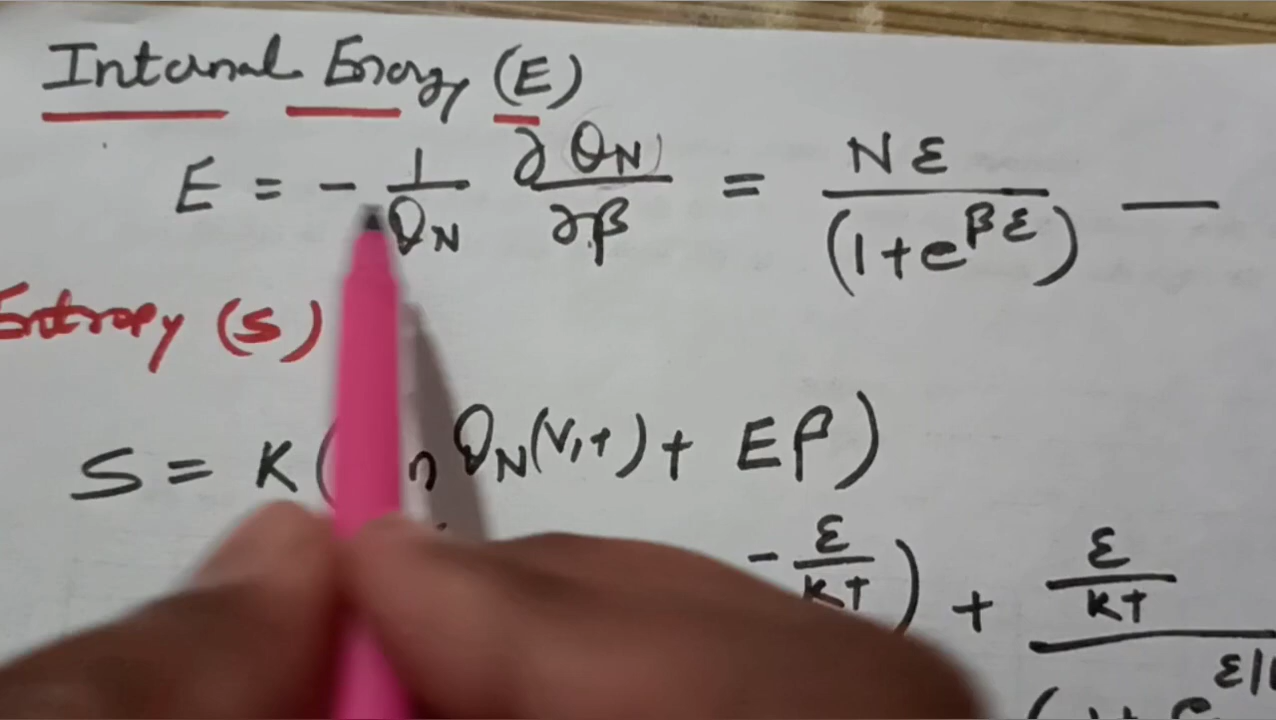 Internal Energy (E)
E = - 1/Q_N ∂Q_N/∂β = Nε/(1+e^{βε}) —
Entropy (S)
S = K( n Q_N(V,t) + Eβ)
- ε/KT ) + ε/KT